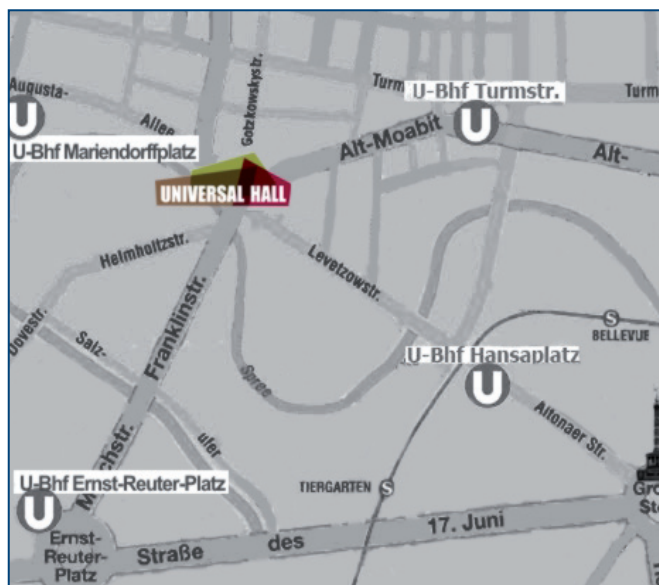 Augusta-
Allee
Gotzkowskystr.
Turm
Turm
U-Bhf Turmstr.
U
U
U-Bhf Mariendorffplatz
Alt-Moabit
Alt-
UNIVERSAL HALL
Helmholtzstr.
Levetzowstr.
Dovestr.
Salz-
Franklinstr.
Spree
S
BELLEVUE
U-Bhf Hansaplatz
U
Altonaer Str.
ufer
U-Bhf Ernst-Reuter-Platz
U
TIERGARTEN
S
Gro
Ste
Ernst-
Reuter-
Platz
Straße des 17. Juni